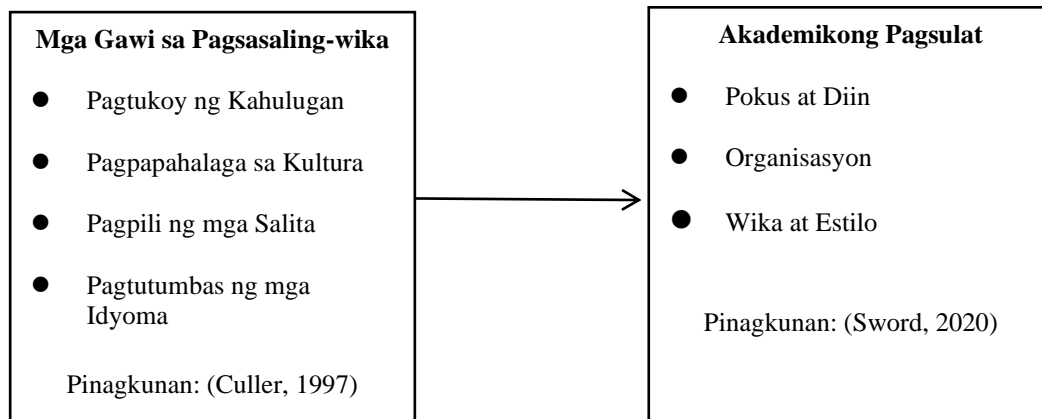 Mga Gawi sa Pagsasaling-wika
● Pagtukoy ng Kahulugan
● Pagpapahalaga sa Kultura
● Pagpili ng mga Salita
● Pagtutumbas ng mga
Idyoma
Pinagkunan: (Culler, 1997)
Akademikong Pagsulat
● Pokus at Diin
● Organisasyon
● Wika at Estilo
Pinagkunan: (Sword, 2020)